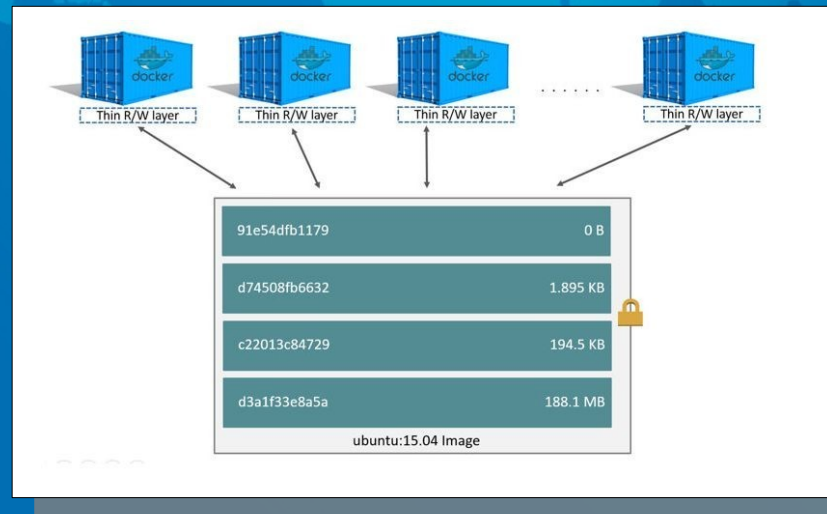 docker docker docker docker
Thin R/W layer Thin R/W layer Thin R/W layer . . . . . . Thin R/W layer
91e54dfb1179 0 B
d74508fb6632 1.895 KB
c22013c84729 194.5 KB
d3a1f33e8a5a 188.1 MB
ubuntu:15.04 Image